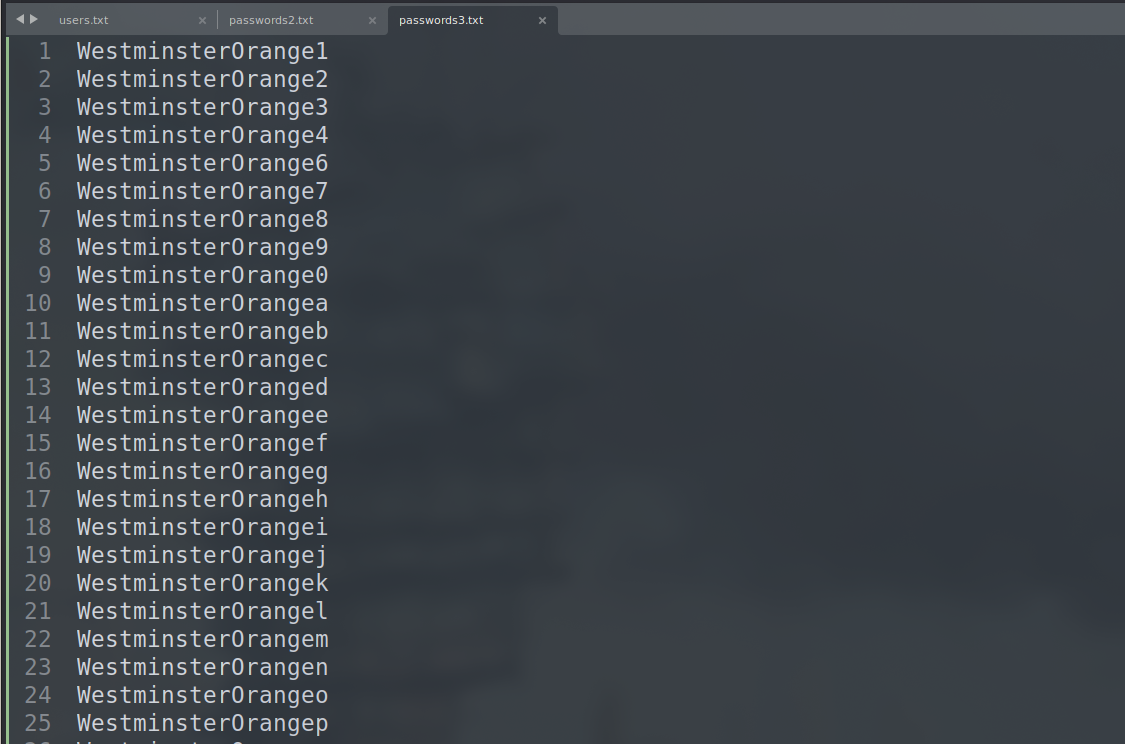 users.txt × passwords2.txt × passwords3.txt ×
1 WestminsterOrange1
2 WestminsterOrange2
3 WestminsterOrange3
4 WestminsterOrange4
5 WestminsterOrange6
6 WestminsterOrange7
7 WestminsterOrange8
8 WestminsterOrange9
9 WestminsterOrange0
10 WestminsterOrangea
11 WestminsterOrangeb
12 WestminsterOrangec
13 WestminsterOranged
14 WestminsterOrangee
15 WestminsterOrangef
16 WestminsterOrangeg
17 WestminsterOrangeh
18 WestminsterOrangei
19 WestminsterOrangej
20 WestminsterOrangek
21 WestminsterOrangel
22 WestminsterOrangem
23 WestminsterOrangen
24 WestminsterOrangeo
25 WestminsterOrangep